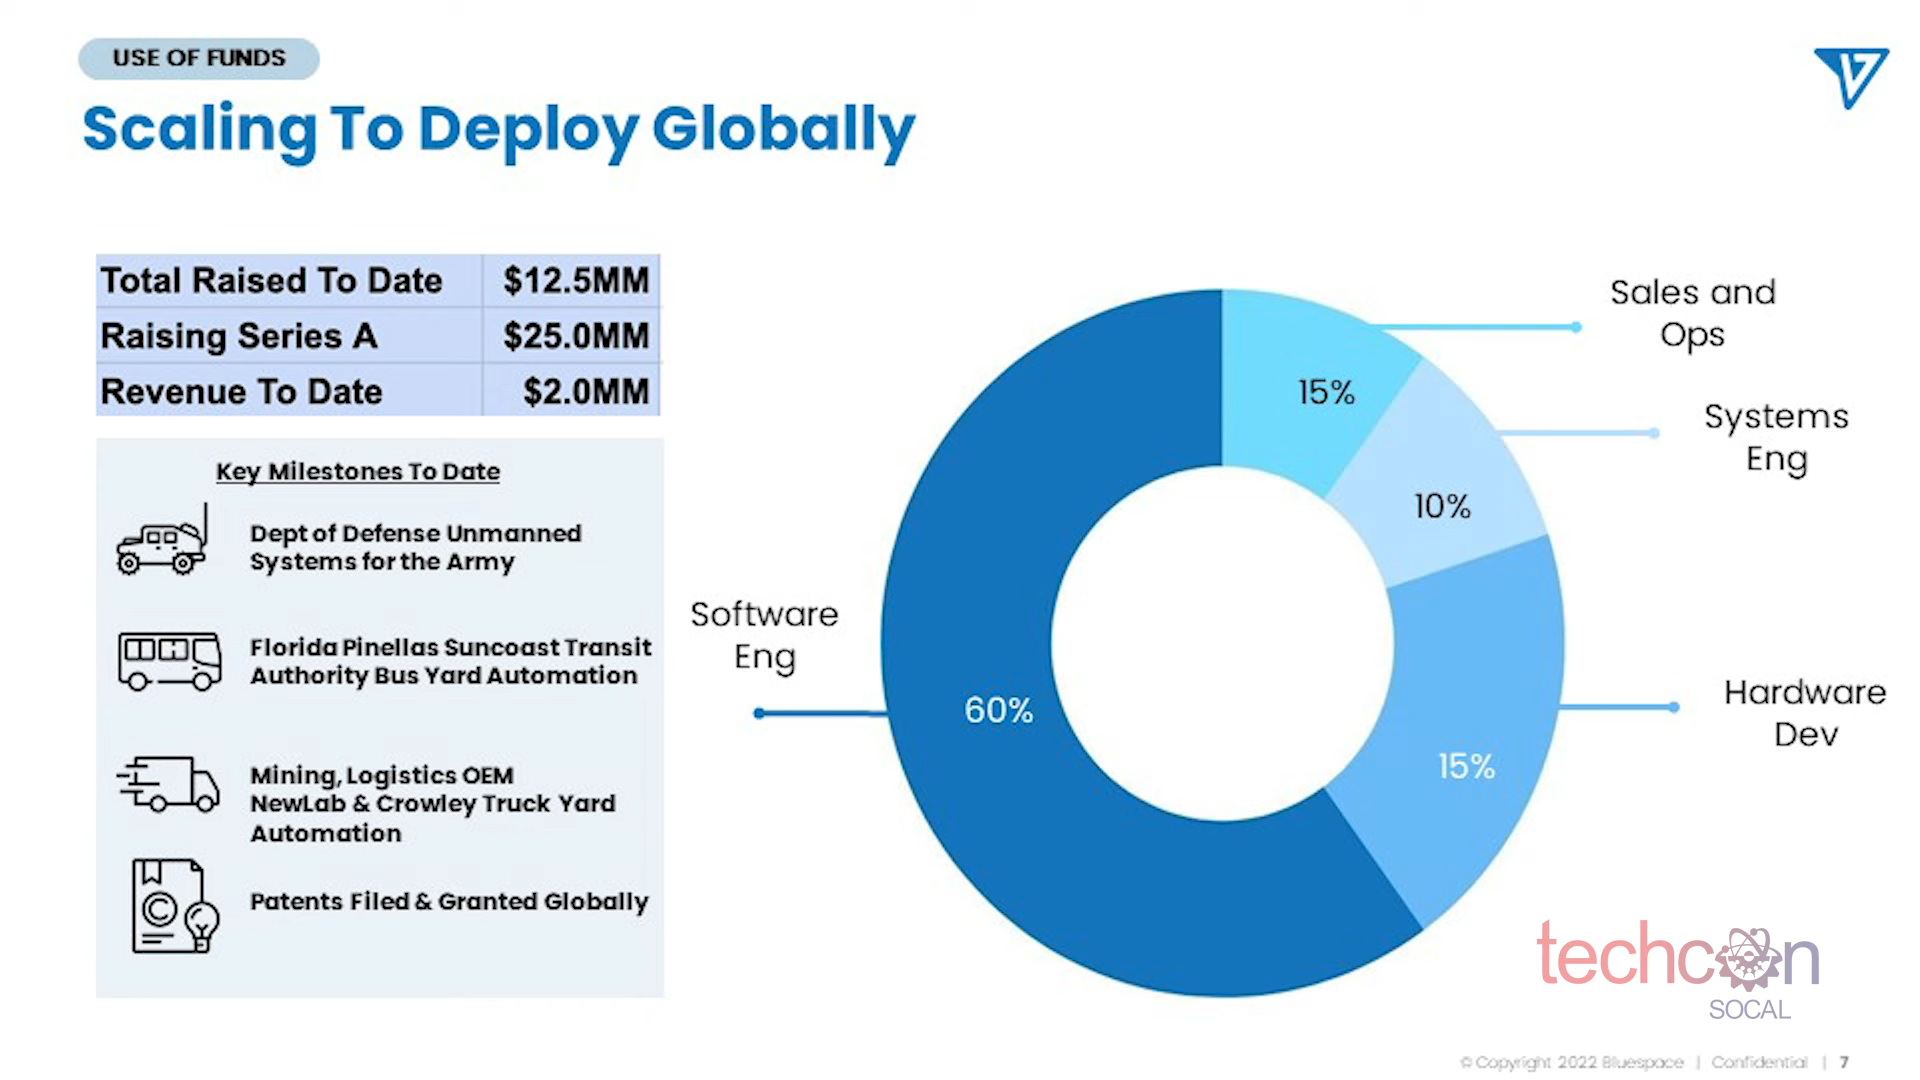 USE OF FUNDS
Scaling To Deploy Globally
Total Raised To Date $12.5MM
Raising Series A $25.0MM
Revenue To Date $2.0MM
Key Milestones To Date
Dept of Defense Unmanned
Systems for the Army
Florida Pinellas Suncoast Transit
Authority Bus Yard Automation
Mining, Logistics OEM
NewLab & Crowley Truck Yard
Automation
Patents Filed & Granted Globally
Sales and
Ops
15%
Systems
Eng
10%
Software
Eng
60%
Hardware
Dev
15%
techcon
SOCAL
© Copyright 2022 Bluespace | Confidential | 7